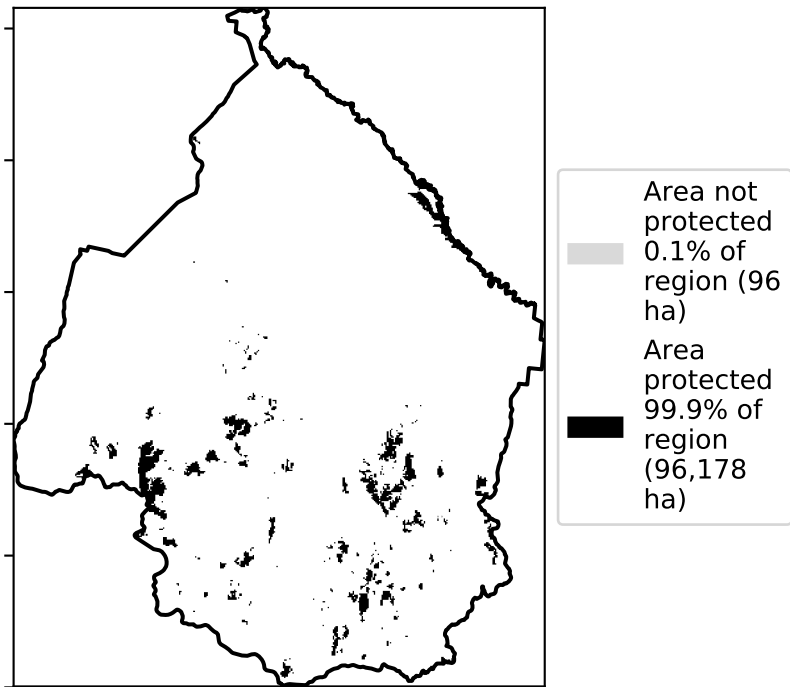 Area not
protected
0.1% of
region (96
ha)
Area
protected
99.9% of
region
(96,178
ha)